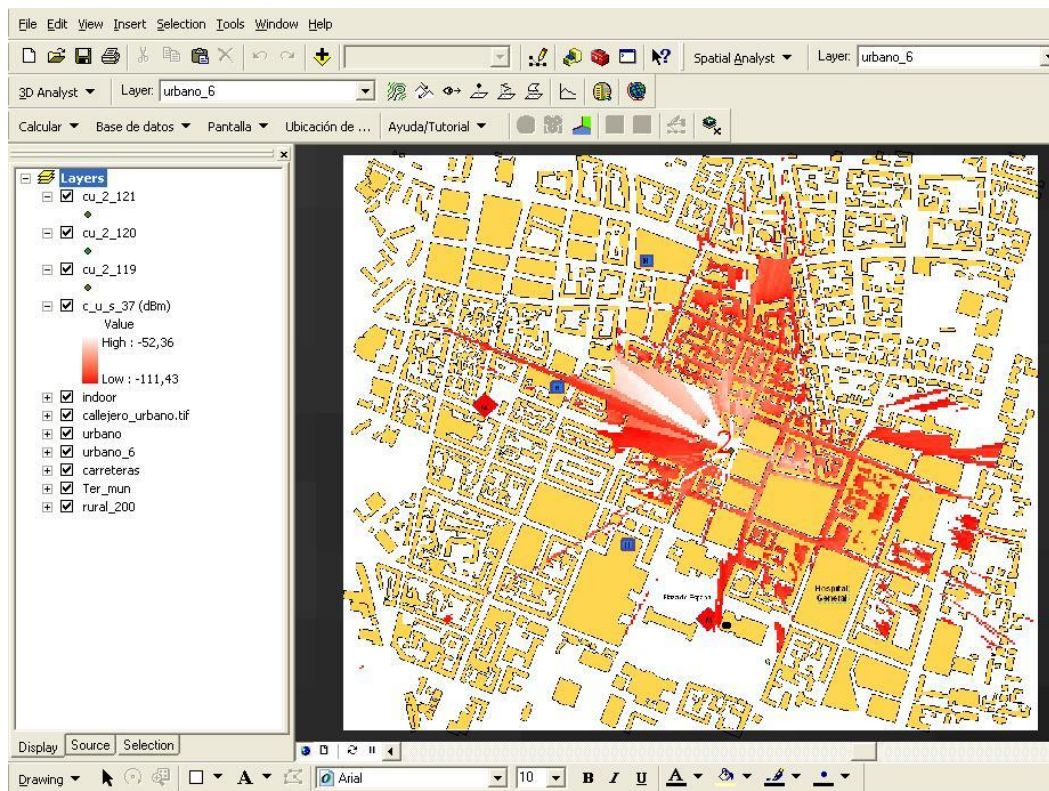 File Edit View Insert Selection Tools Window Help
Spatial Analyst Layer: urbano_6
3D Analyst Layer: urbano_6
Calcular Base de datos Pantalla Ubicación de ... Ayuda/Tutorial
Layers
cu_2_121
cu_2_120
cu_2_119
c_u_s_37 (dBm)
Value
High : -52,36
Low : -111,43
indoor
callejero_urbano.tif
urbano
urbano_6
carreteras
Ter_mun
rural_200
2
Hospital
General
Display Source Selection
Drawing A Arial 10 B I U A